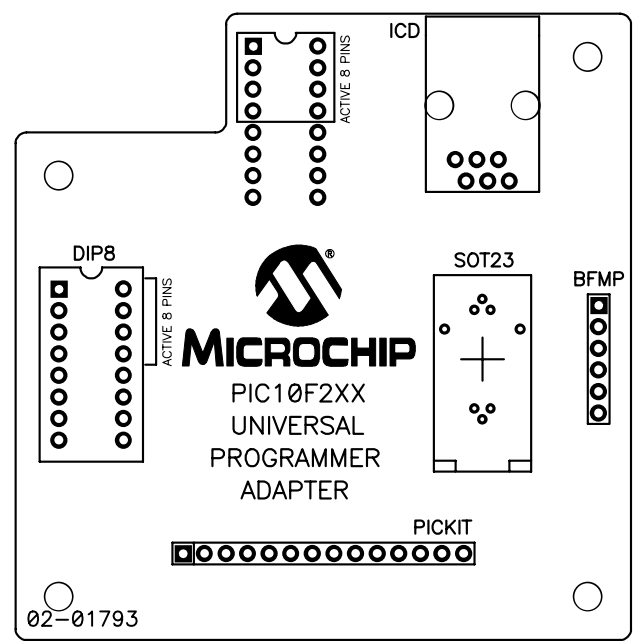 ICD
ACTIVE 8 PINS
DIP8
ACTIVE 8 PINS
®
MICROCHIP
SOT23
BFMP
PIC10F2XX
UNIVERSAL
PROGRAMMER
ADAPTER
PICKIT
02-01793